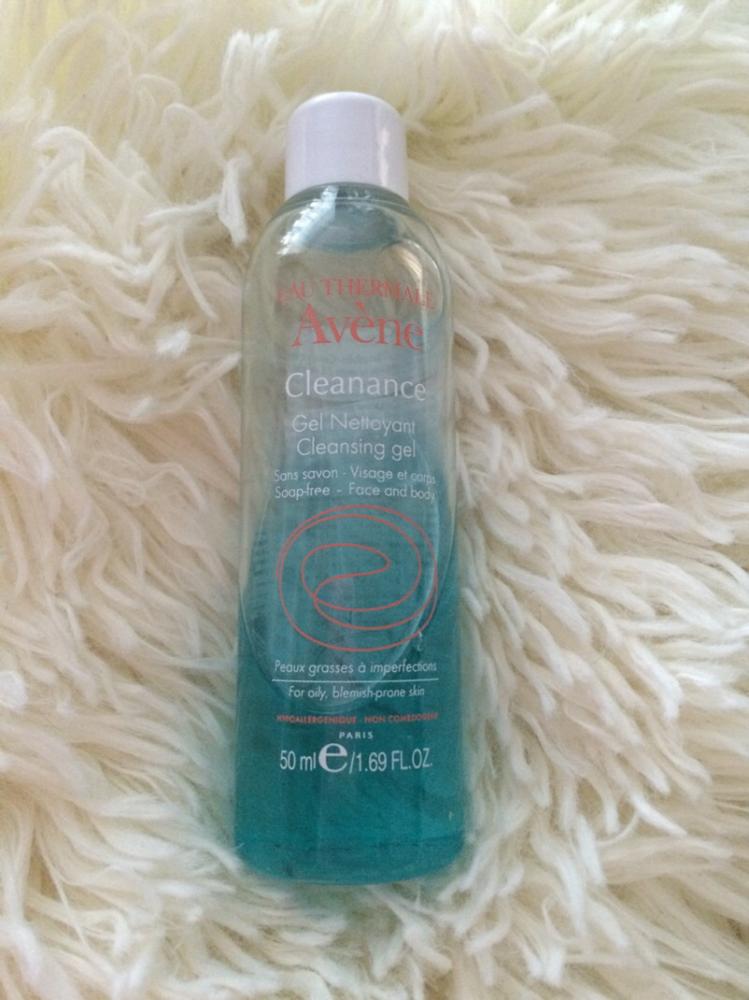 EAU THERMALE
Avène
Cleanance
Gel Nettoyant
Cleansing gel
Sans savon - Visage et corps
Soap-free - Face and body
Peaux grasses à imperfections
For oily, blemish-prone skin
HYPOALLERGENIQUE - NON COMEDOGENE
PARIS
50 ml e/1.69 FL.OZ.